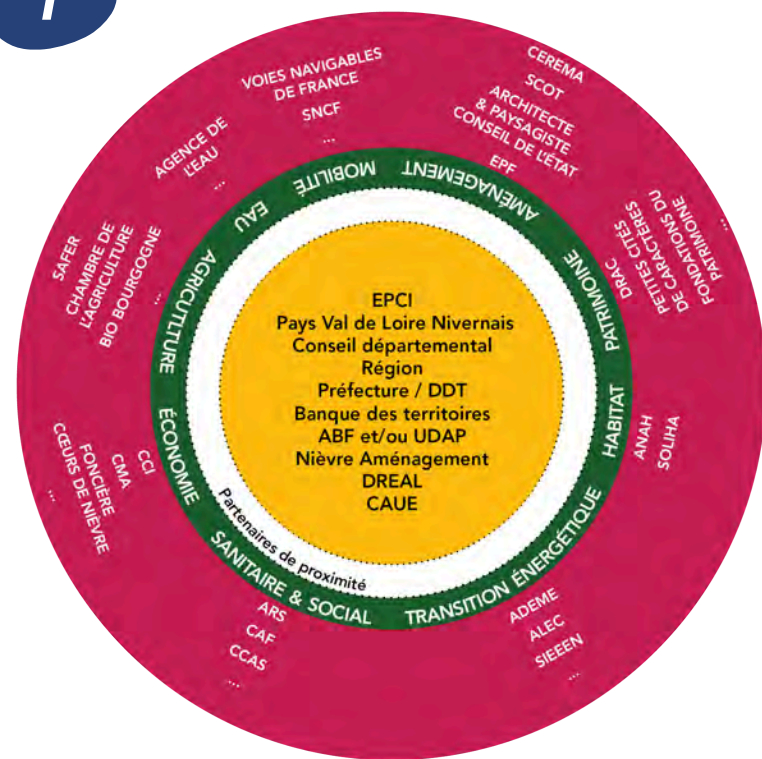 1
VOIES NAVIGABLES
DE FRANCE
SNCF
...
CEREMA
SCOT
ARCHITECTE
& PAYSAGISTE
CONSEIL DE L'ÉTAT
EPF
AGENCE DE
L'EAU
...
SAFER
CHAMBRE DE
L'AGRICULTURE
BIO BOURGOGNE
...
DRAC
PETITES CITÉS
DE CARACTÈRES
FONDATIONS DU
PATRIMOINE
...
AGRICUTLTURE
EAU
MOBILITÉ
AMÉNAGEMENT
PATRIMOINE
HABITAT
TRANSITION ÉNERGÉTIQUE
SANITAIRE & SOCIAL
ÉCONOMIE
EPCI
Pays Val de Loire Nivernais
Conseil départemental
Région
Préfecture / DDT
Banque des territoires
ABF et/ou UDAP
Nièvre Aménagement
DREAL
CAUE
Partenaires de proximité
ANAH
SOLIHA
CCI
CMA
FONCIÈRE
CŒURS DE NIÈVRE
...
ARS
CAF
CCAS
...
ADEME
ALEC
SIEEEN
...